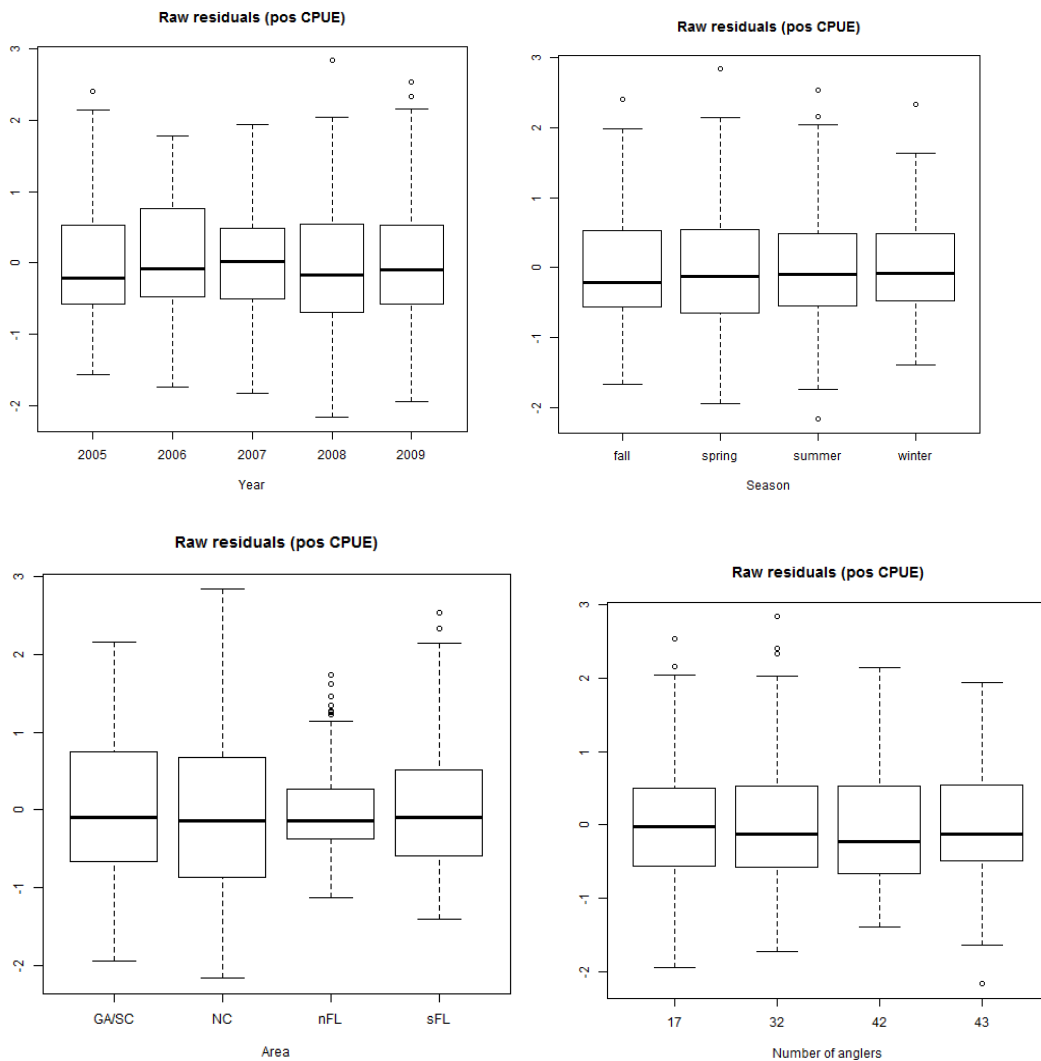 Raw residuals (pos CPUE)
3
2
1
0
-1
-2
2005 2006 2007 2008 2009
Year
Raw residuals (pos CPUE)
3
2
1
0
-1
-2
fall spring summer winter
Season
Raw residuals (pos CPUE)
3
2
1
0
-1
-2
GA/SC NC nFL sFL
Area
Raw residuals (pos CPUE)
3
2
1
0
-1
-2
17 32 42 43
Number of anglers